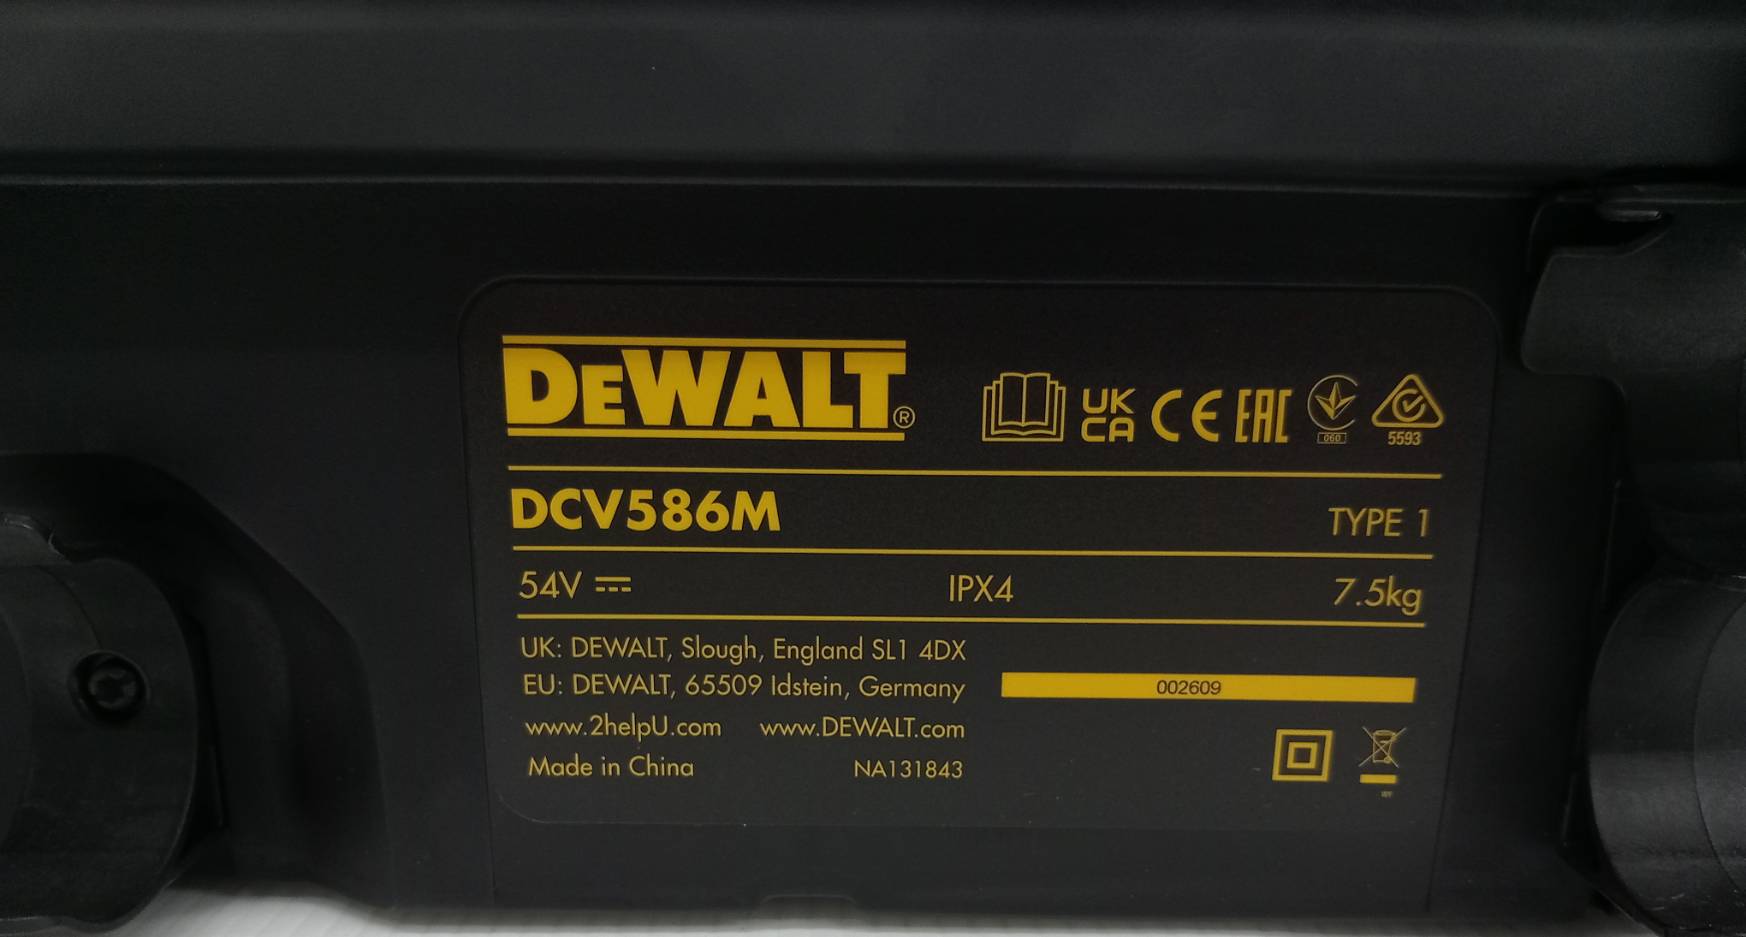 DEWALT®
UK
CA CE EAC
060
5593
DCV586M TYPE 1
54V IPX4 7.5kg
UK: DEWALT, Slough, England SL1 4DX
EU: DEWALT, 65509 Idstein, Germany
002609
www.2helpU.com www.DEWALT.com
Made in China NA131843